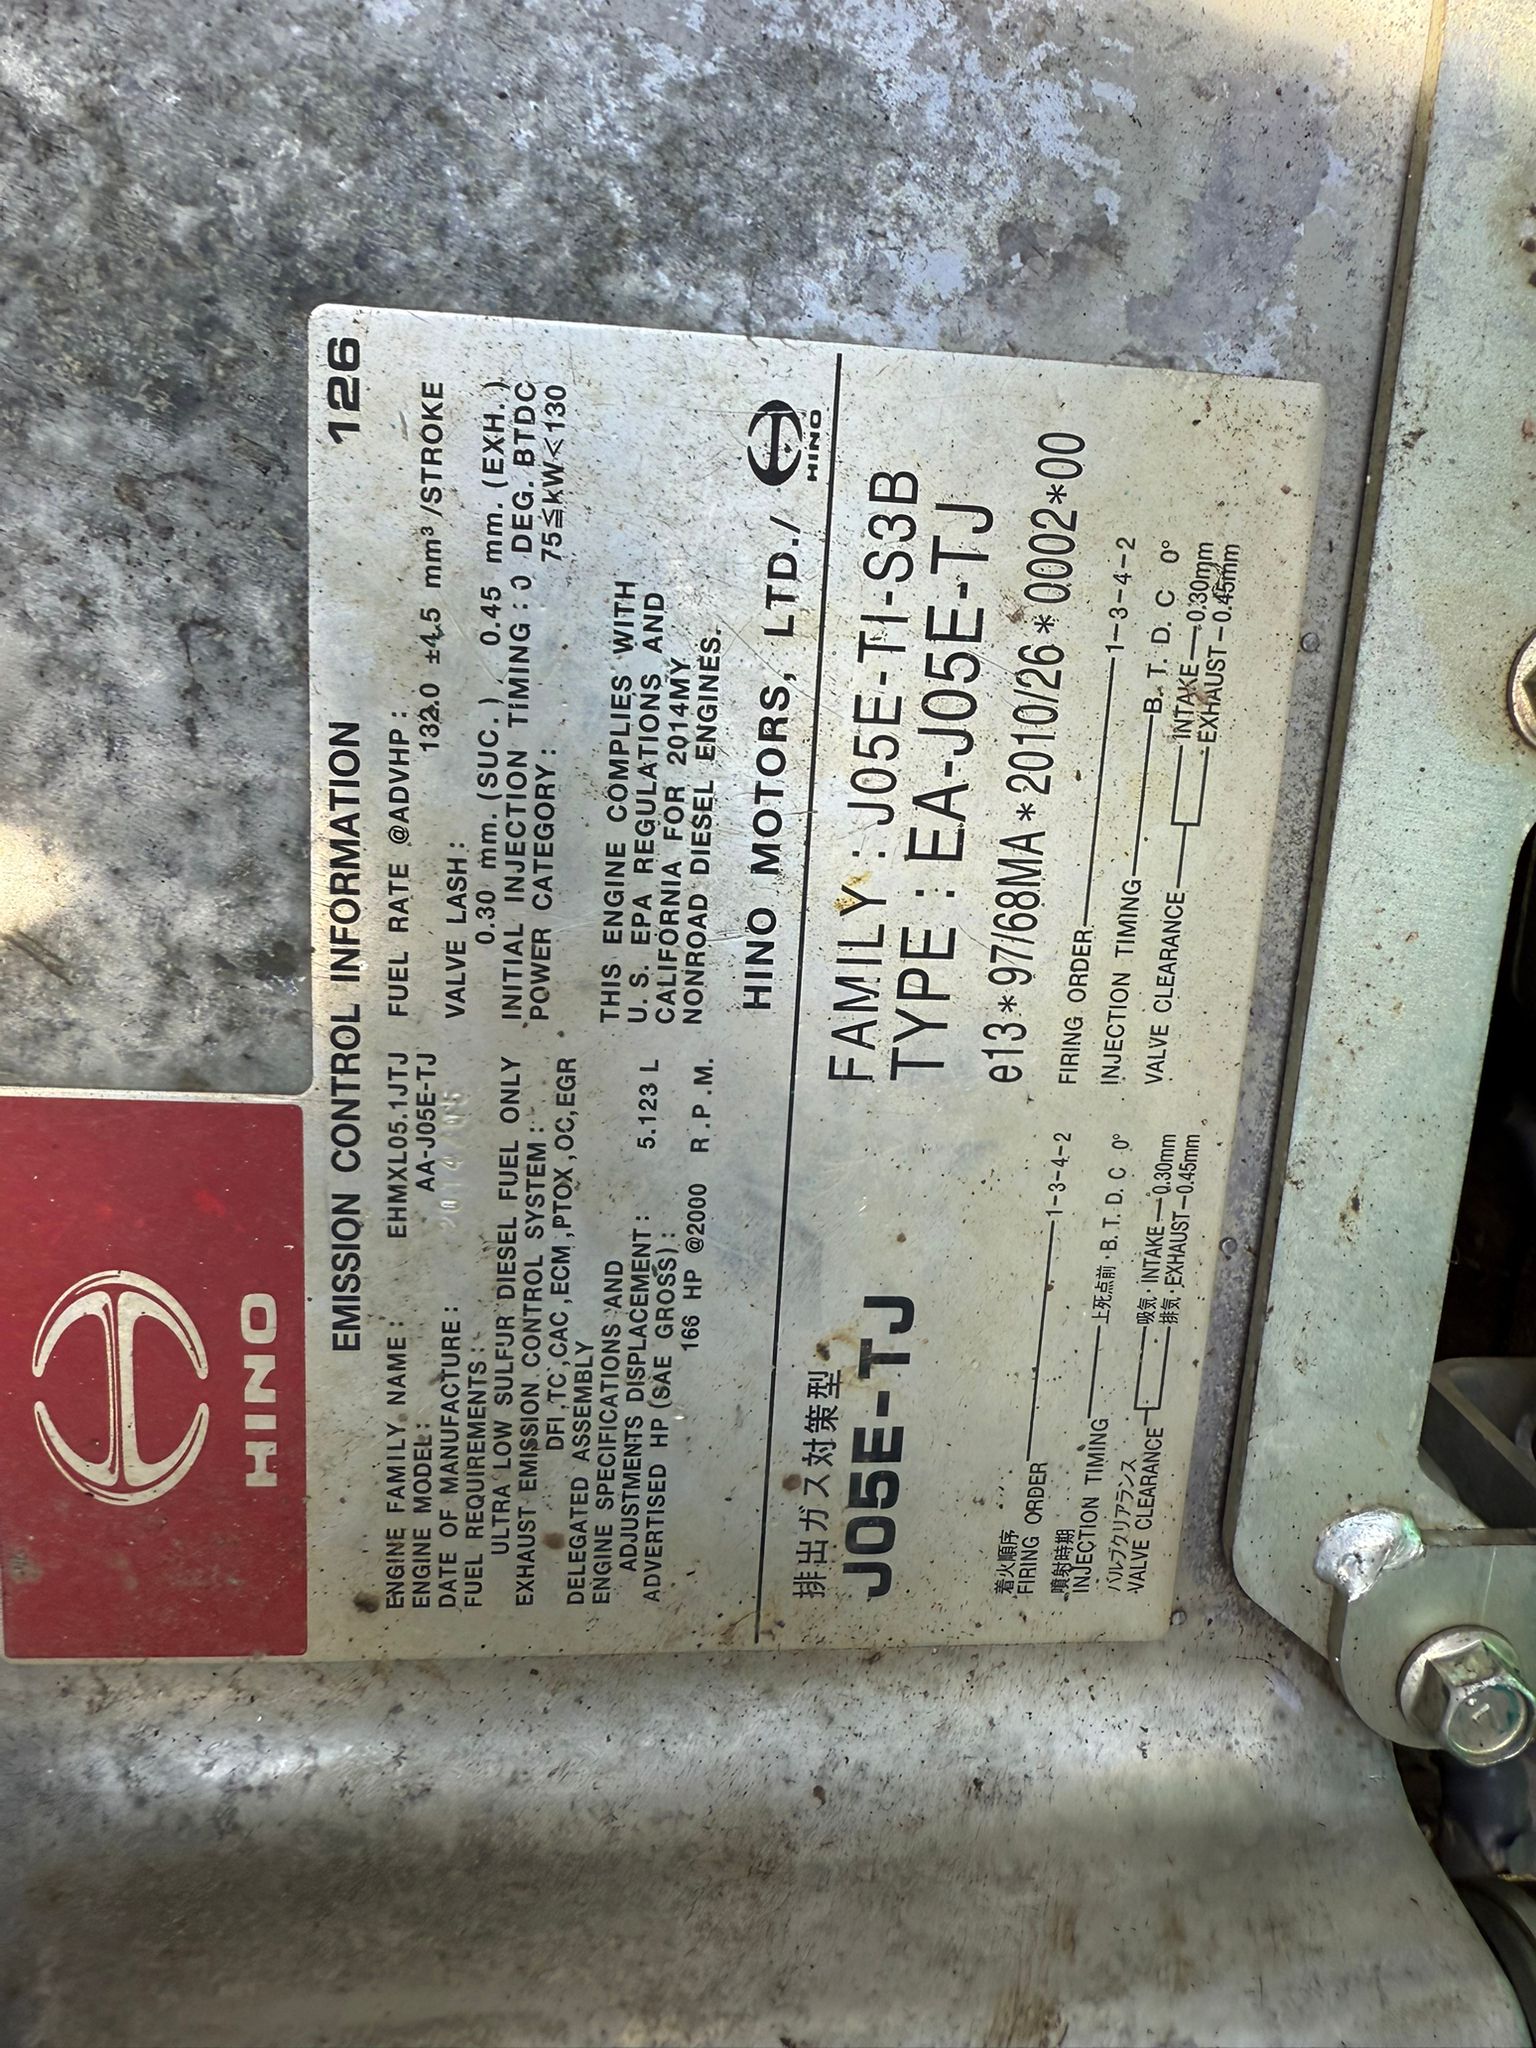 HINO
EMISSION CONTROL INFORMATION 126
ENGINE FAMILY NAME : EHMXL05.1JTJ
ENGINE MODEL: AA-J05E-TJ
DATE OF MANUFACTURE : 2014/05
FUEL REQUIREMENTS :
ULTRA LOW SULFUR DIESEL FUEL ONLY
EXHAUST EMISSION CONTROL SYSTEM :
DFI,TC,CAC,ECM,PTOX,OC,EGR
DELEGATED ASSEMBLY
ENGINE SPECIFICATIONS AND
ADJUSTMENTS DISPLACEMENT : 5.123 L
ADVERTISED HP (SAE GROSS) :
166 HP @2000 R.P.M.
FUEL RATE @ADVHP :
132.0 ±4.5 mm³/STROKE
VALVE LASH :
0.30 mm.(SUC.) 0.45 mm.(EXH.)
INITIAL INJECTION TIMING : 0 DEG. BTDC
POWER CATEGORY : 75≦kW<130
THIS ENGINE COMPLIES WITH
U.S. EPA REGULATIONS AND
CALIFORNIA FOR 2014MY
NONROAD DIESEL ENGINES.
HINO MOTORS, LTD./ HINO
排出ガス対策型
J05E-TJ
着火順序
FIRING ORDER 1-3-4-2
噴射時期
INJECTION TIMING 上死点前・B.T.D.C 0°
バルブクリアランス
VALVE CLEARANCE 吸気・INTAKE 0.30mm
排気・EXHAUST 0.45mm
FAMILY : J05E-TI-S3B
TYPE : EA-J05E-TJ
e13*97/68MA*2010/26*0002*00
FIRING ORDER 1-3-4-2
INJECTION TIMING B.T.D.C 0°
VALVE CLEARANCE INTAKE 0.30mm
EXHAUST 0.45mm
7